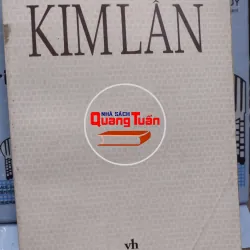 KIM LÂN
NHÀ SÁCH
Quang Tuấn
vh